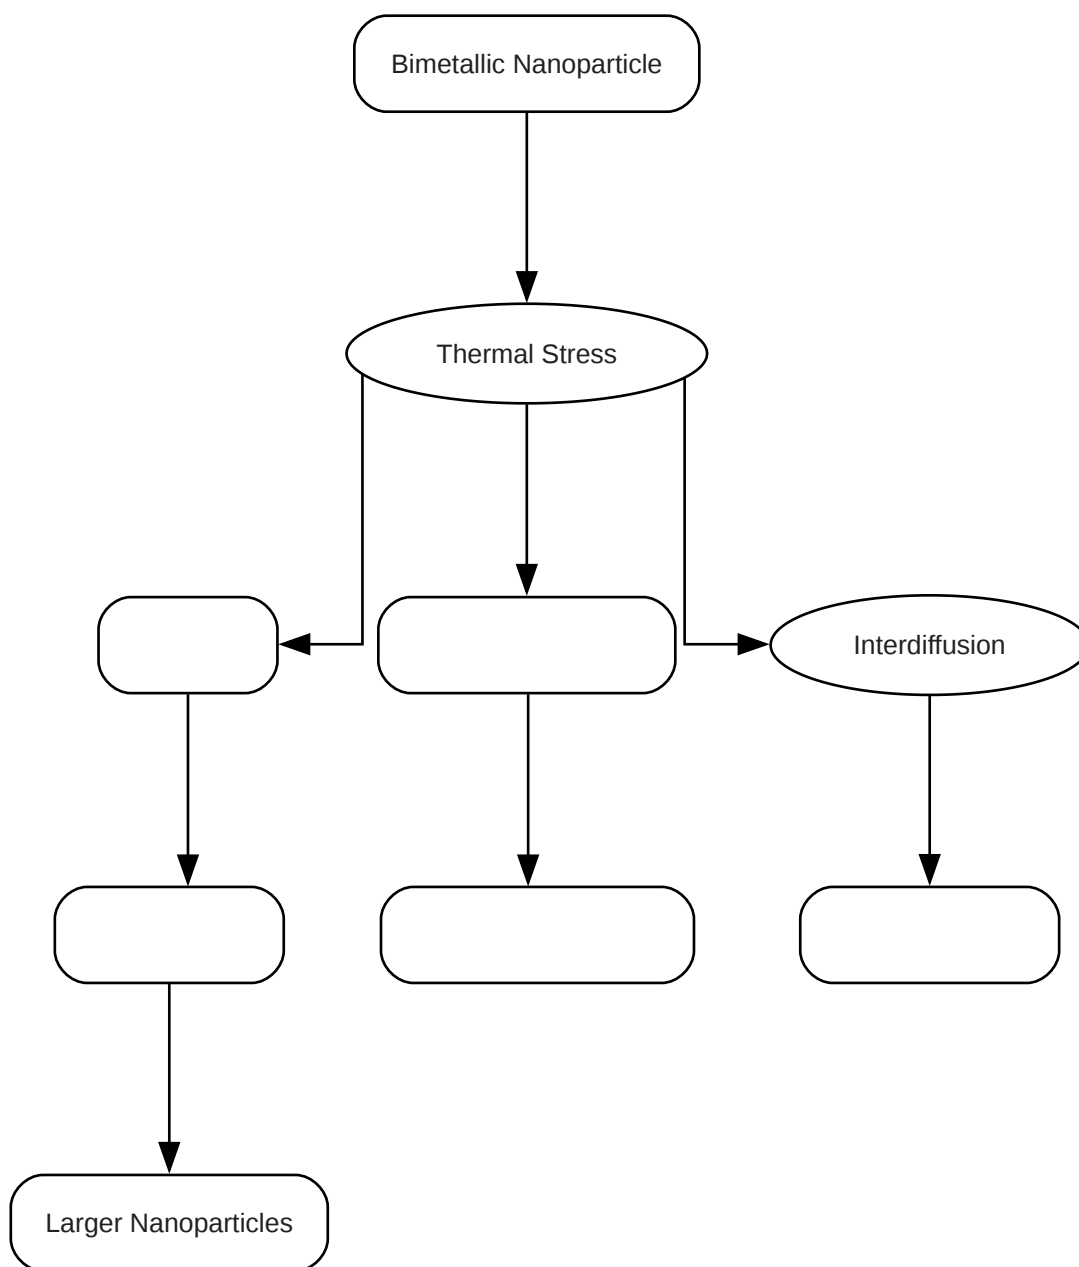 Bimetallic Nanoparticle
Thermal Stress
Interdiffusion
Larger Nanoparticles